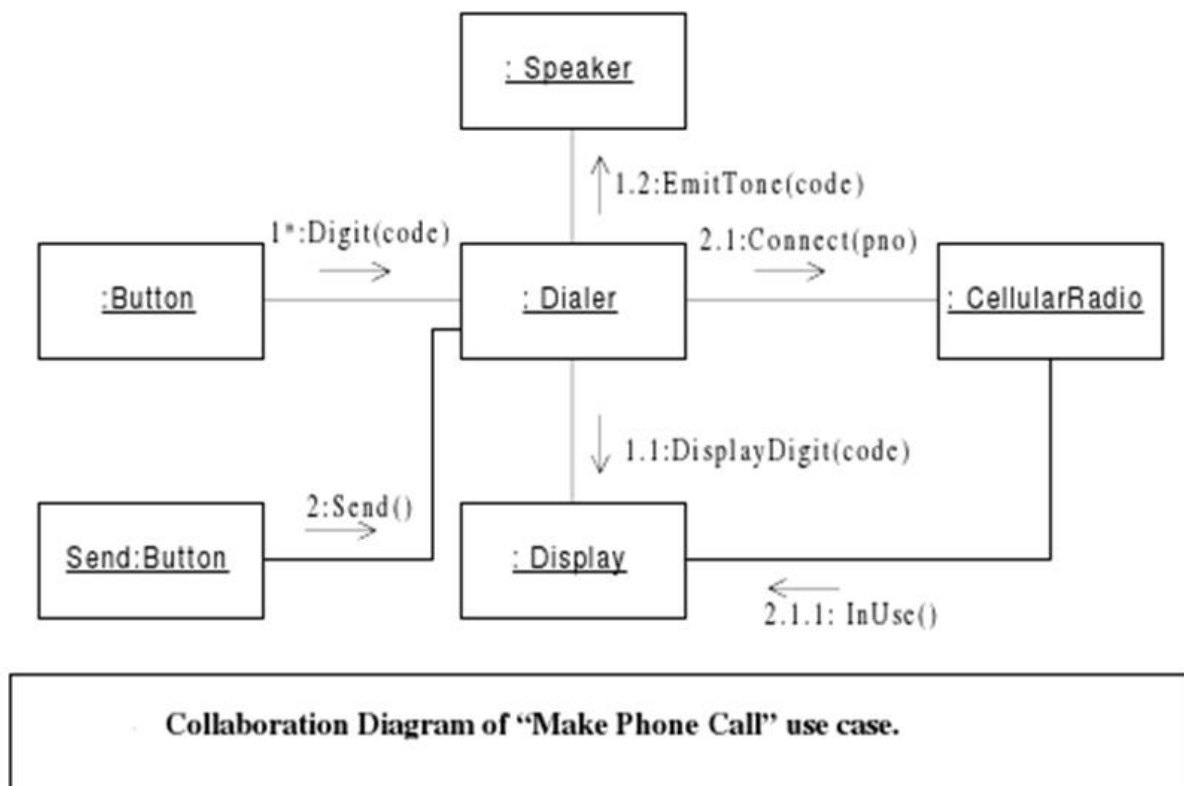 : Speaker
1.2:EmitTone(code)
1*:Digit(code)
2.1:Connect(pno)
:Button
: Dialer
: CellularRadio
1.1:DisplayDigit(code)
2:Send()
Send:Button
: Display
2.1.1: InUse()
Collaboration Diagram of “Make Phone Call” use case.